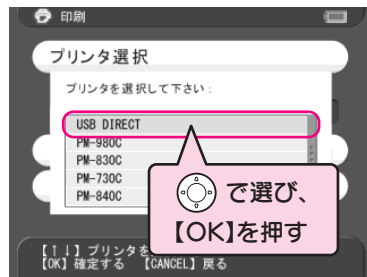 印刷
プリンタ選択
プリンタを選択して下さい:
USB DIRECT
PM-980C
PM-830C
PM-730C
PM-840C
で選び、
【OK】を押す
【↑↓】プリンタを
【OK】確定する 【CANCEL】戻る